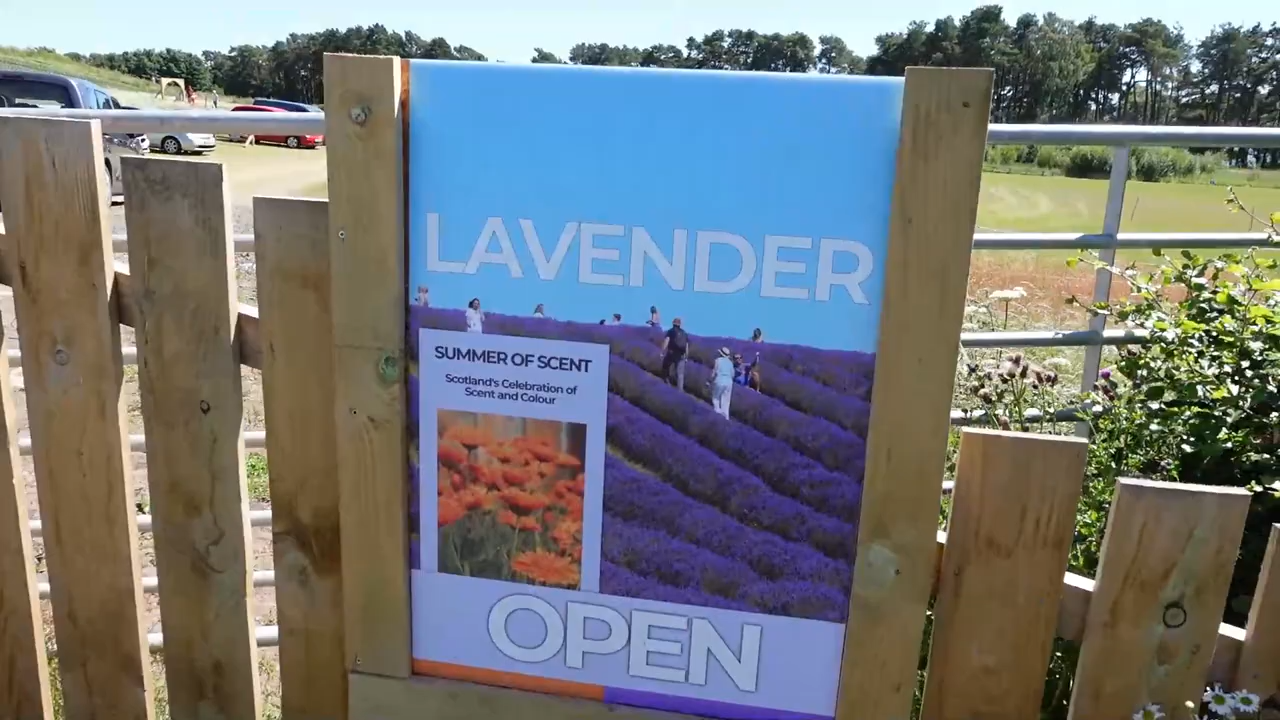 LAVENDER
SUMMER OF SCENT
Scotland's Celebration of
Scent and Colour
OPEN